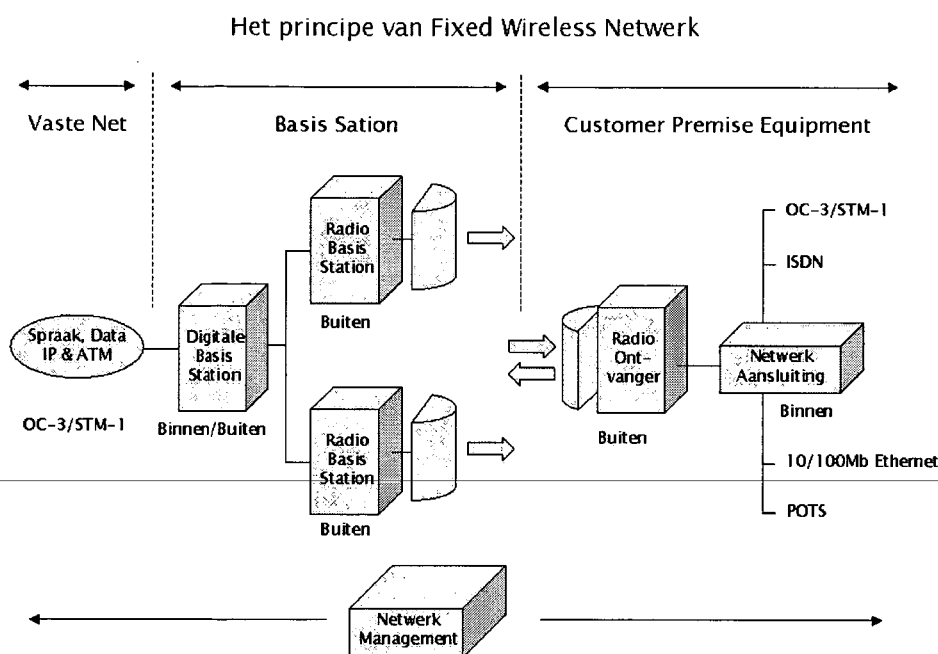 Het principe van Fixed Wireless Netwerk
Vaste Net
Basis Sation
Customer Premise Equipment
Spraak, Data
IP & ATM
OC-3/STM-1
Digitale
Basis
Station
Binnen/Buiten
Radio
Basis
Station
Buiten
Radio
Basis
Station
Buiten
Radio
Ont-
vanger
Buiten
Netwerk
Aansluiting
Binnen
OC-3/STM-1
ISDN
10/100Mb Ethernet
POTS
Netwerk
Management